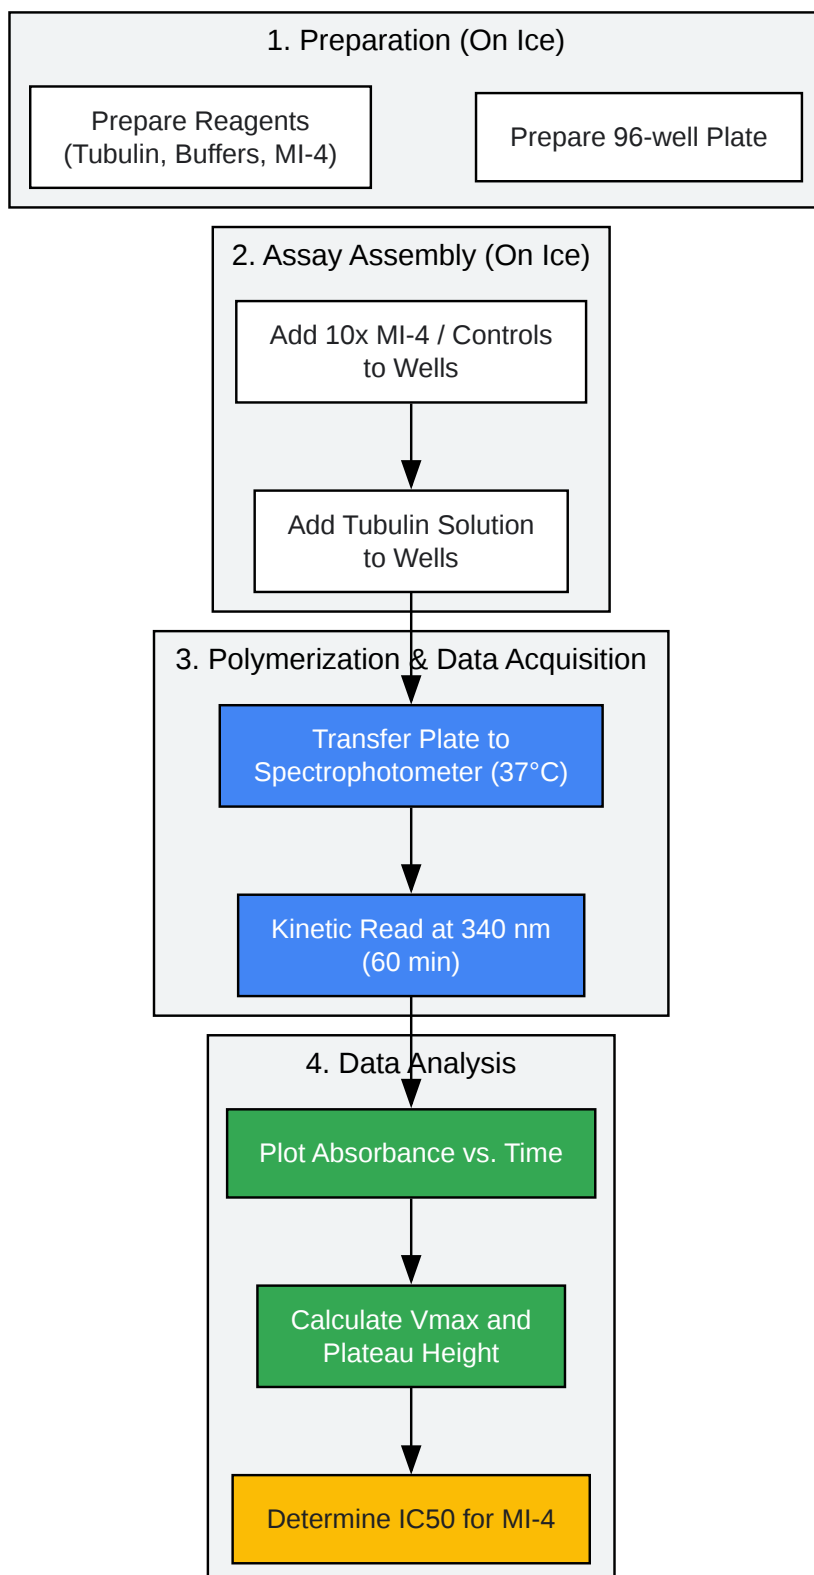 1. Preparation (On Ice)
Prepare Reagents
(Tubulin, Buffers, MI-4)
Prepare 96-well Plate
2. Assay Assembly (On Ice)
Add 10x MI-4 / Controls
to Wells
Add Tubulin Solution
to Wells
3. Polymerization & Data Acquisition
Transfer Plate to
Spectrophotometer (37°C)
Kinetic Read at 340 nm
(60 min)
4. Data Analysis
Plot Absorbance vs. Time
Calculate Vmax and
Plateau Height
Determine IC50 for MI-4